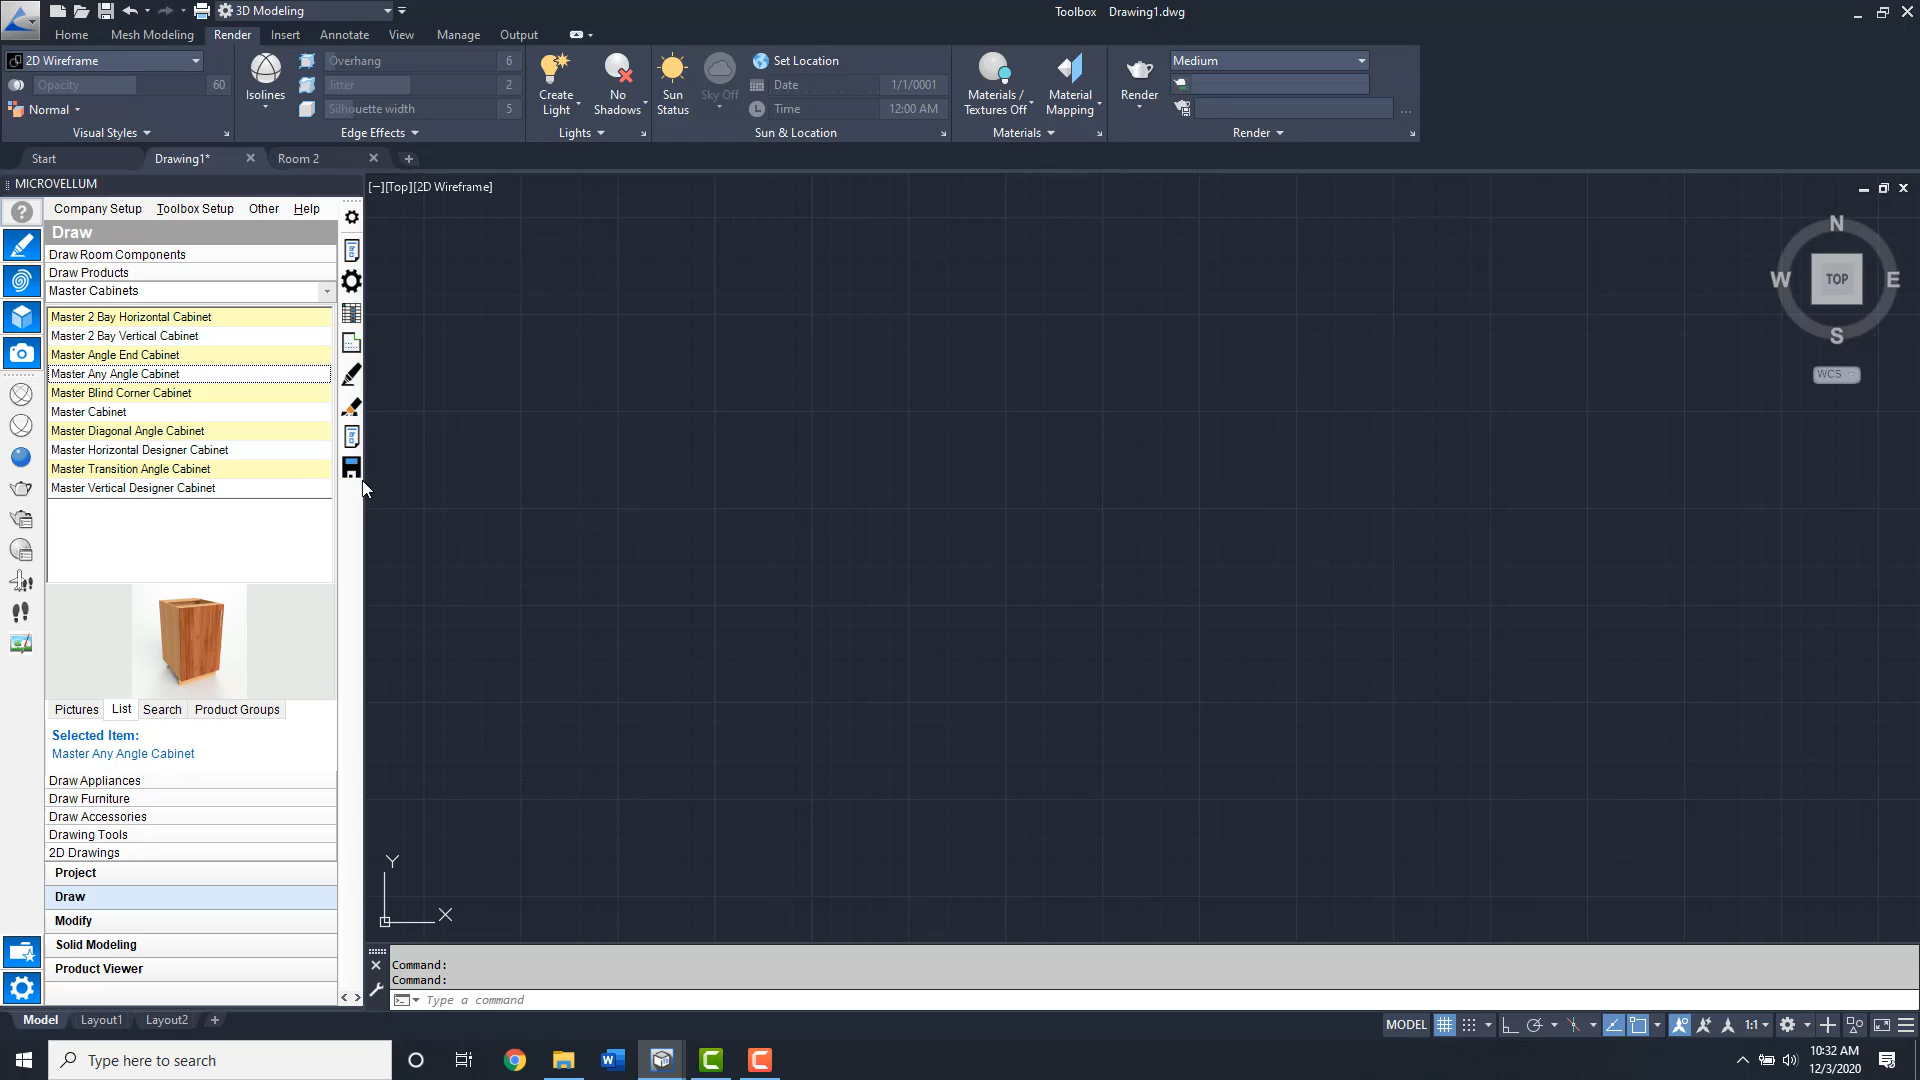 3D Modeling
Toolbox Drawing1.dwg
Home Mesh Modeling Render Insert Annotate View Manage Output
2D Wireframe
Opacity 60
Normal
Visual Styles
Isolines
Overhang 6
Jitter 2
Silhouette width 5
Edge Effects
Create
Light
No
Shadows
Lights
Sun
Status
Sky Off
Set Location
Date 1/1/0001
Time 12:00 AM
Sun & Location
Materials /
Textures Off
Material
Mapping
Materials
Render
Medium
...
Render
Start Drawing1* Room 2
MICROVELLUM
[−][Top][2D Wireframe]
Company Setup Toolbox Setup Other Help
Draw
Draw Room Components
Draw Products
Master Cabinets
Master 2 Bay Horizontal Cabinet
Master 2 Bay Vertical Cabinet
Master Angle End Cabinet
Master Any Angle Cabinet
Master Blind Corner Cabinet
Master Cabinet
Master Diagonal Angle Cabinet
Master Horizontal Designer Cabinet
Master Transition Angle Cabinet
Master Vertical Designer Cabinet
Pictures List Search Product Groups
Selected Item:
Master Any Angle Cabinet
Draw Appliances
Draw Furniture
Draw Accessories
Drawing Tools
2D Drawings
Project
Draw
Modify
Solid Modeling
Product Viewer
N
W TOP E
S
WCS
Y
X
Command:
Command:
Type a command
Model Layout1 Layout2
MODEL 1:1
Type here to search
10:32 AM
12/3/2020